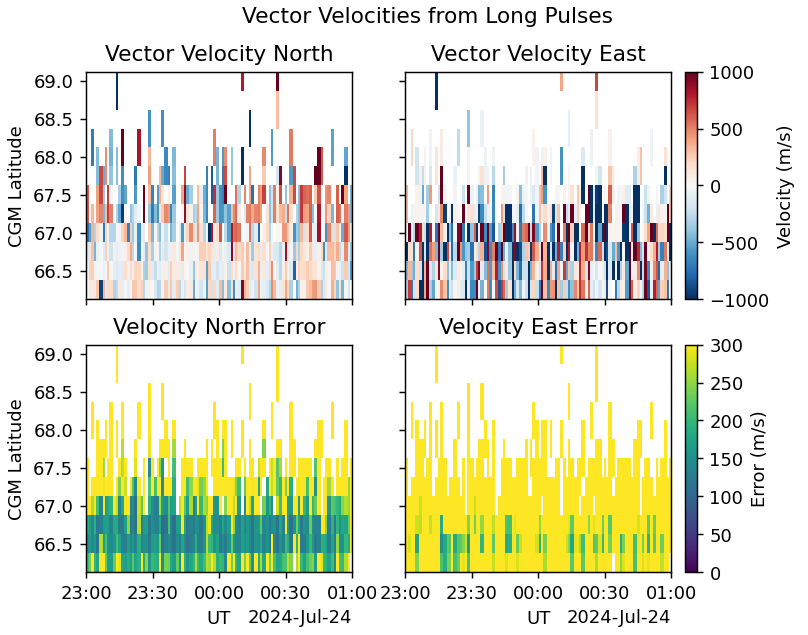 Vector Velocities from Long Pulses
Vector Velocity North
Vector Velocity East
69.0
68.5
68.0
67.5
67.0
66.5
CGM Latitude
1000
500
0
−500
−1000
Velocity (m/s)
Velocity North Error
Velocity East Error
69.0
68.5
68.0
67.5
67.0
66.5
CGM Latitude
300
250
200
150
100
50
0
Error (m/s)
23:00 23:30 00:00 00:30 01:00
23:00 23:30 00:00 00:30 01:00
UT 2024-Jul-24
UT 2024-Jul-24